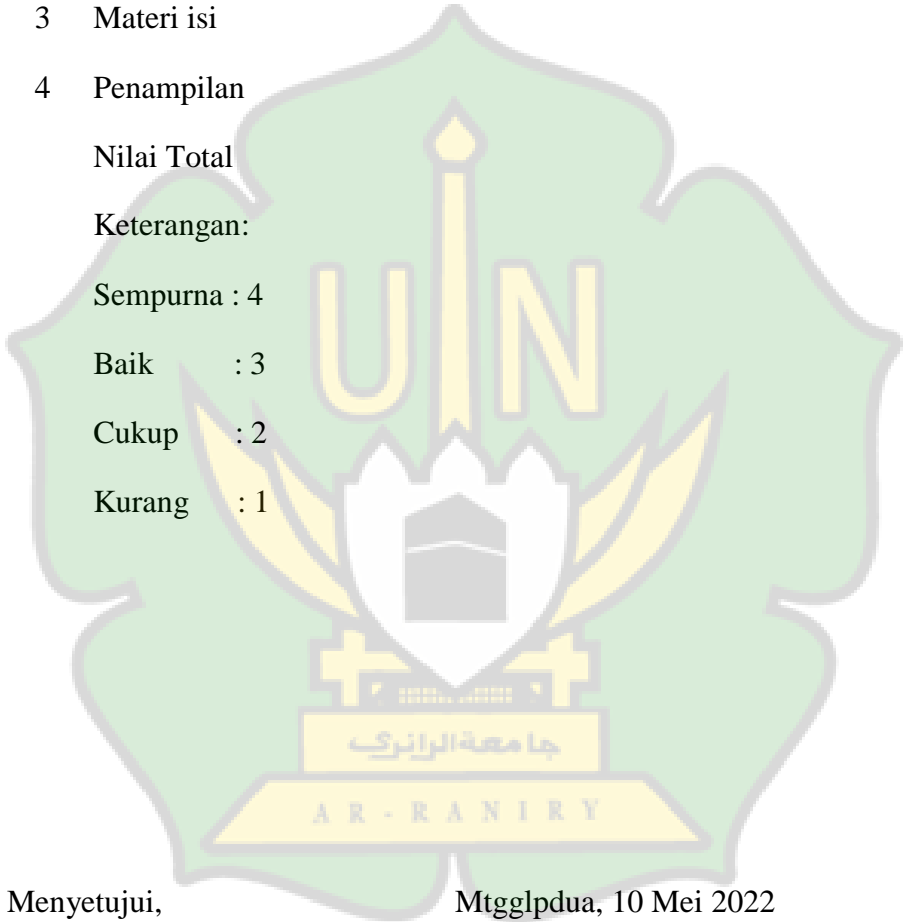 3 Materi isi
4 Penampilan
Nilai Total
Keterangan:
Sempurna : 4
Baik : 3
UIN
Cukup : 2
Kurang : 1
جامعة الرانري
AR-RANIRY
Menyetujui, Mtgglpdua, 10 Mei 2022